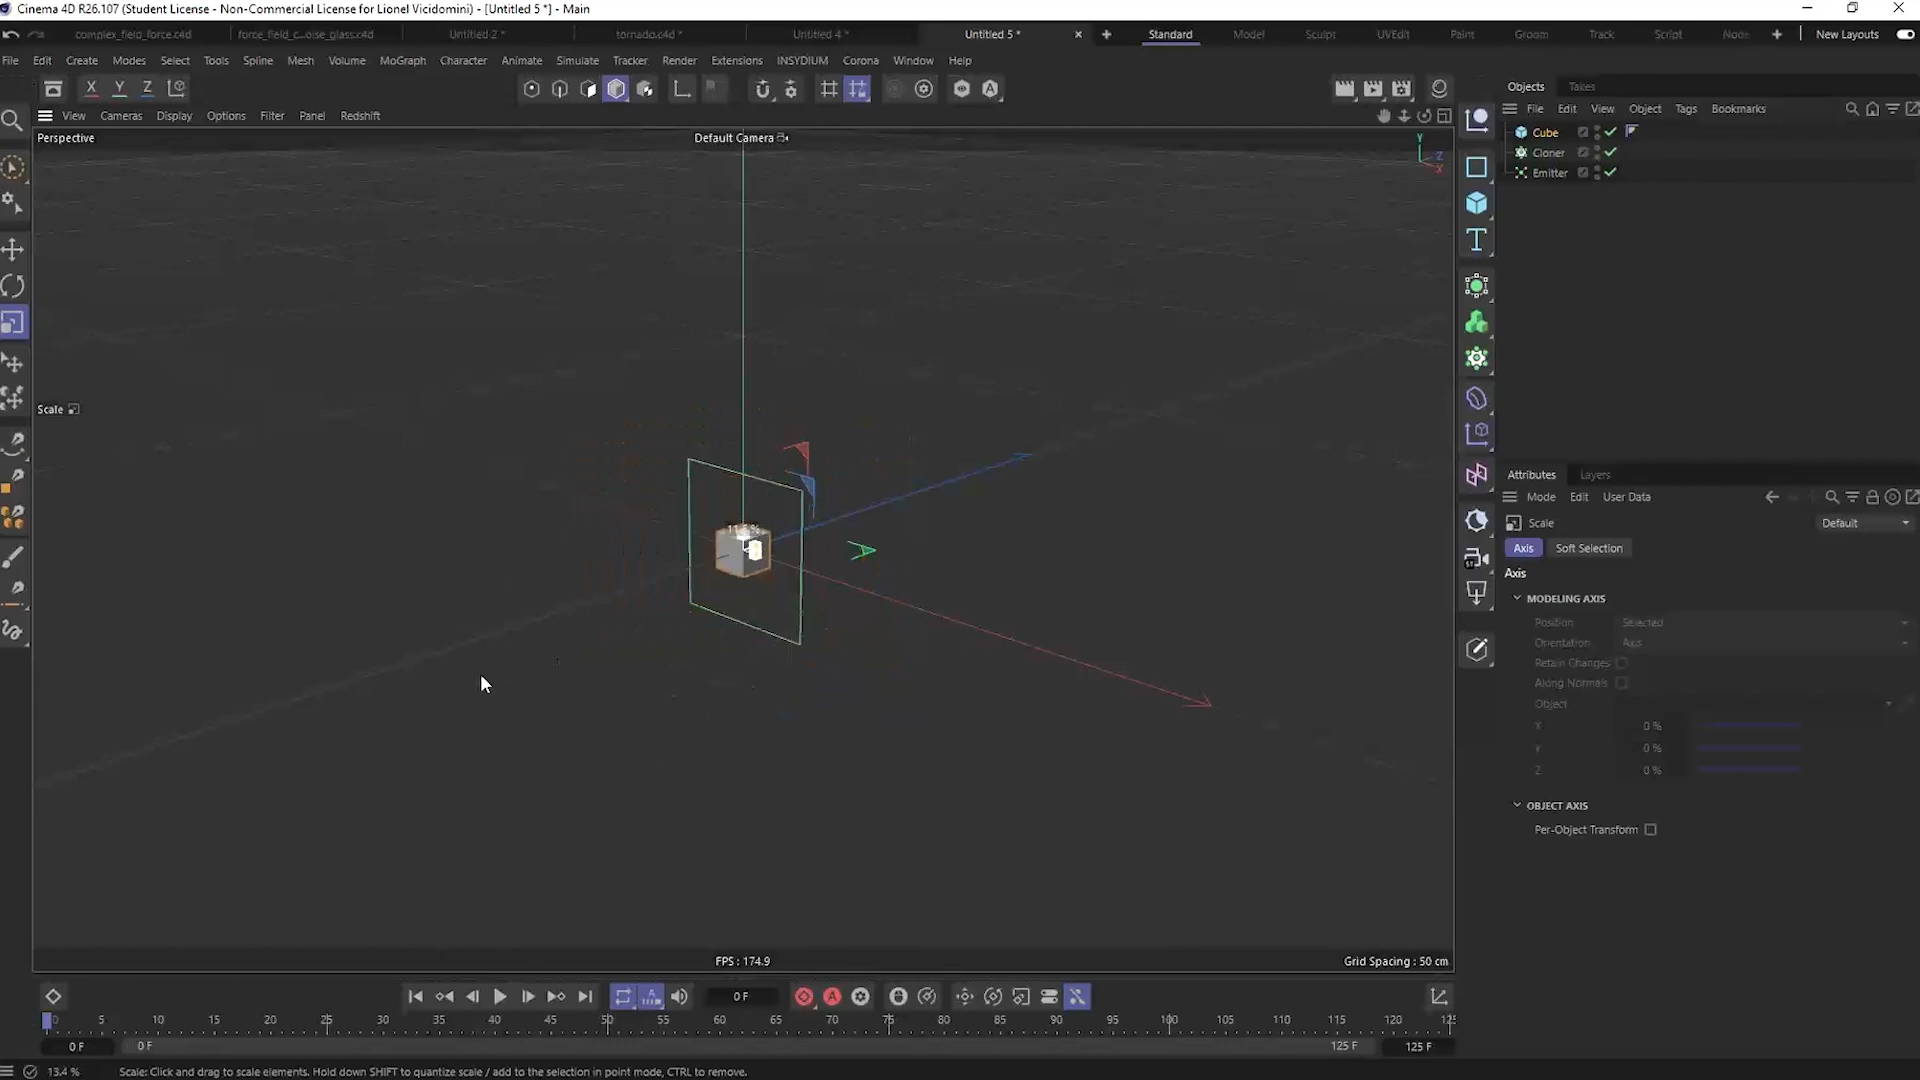 Cinema 4D R26.107 (Student License - Non-Commercial License for Lionel Vicidomini) - [Untitled 5 *] - Main
complex_field_force.c4d
force_field_c...oise_glass.c4d
Untitled 2 *
tornado.c4d *
Untitled 4 *
Untitled 5 *
Standard
Model
Sculpt
UVEdit
Paint
Groom
Track
Script
Node
New Layouts
File Edit Create Modes Select Tools Spline Mesh Volume MoGraph Character Animate Simulate Tracker Render Extensions INSYDIUM Corona Window Help
X Y Z
View Cameras Display Options Filter Panel Redshift
Perspective
Default Camera
Y
Z
X
Scale
FPS : 174.9
Grid Spacing : 50 cm
Objects Takes
File Edit View Object Tags Bookmarks
Cube
Cloner
Emitter
Attributes Layers
Mode Edit User Data
Scale
Default
Axis Soft Selection
Axis
MODELING AXIS
Position Selected
Orientation Axis
Retain Changes
Along Normals
Object
X 0 %
Y 0 %
Z 0 %
OBJECT AXIS
Per-Object Transform
0 F
0 5 10 15 20 25 30 35 40 45 50 55 60 65 70 75 80 85 90 95 100 105 110 115 120 12
0 F 0 F 125 F 125 F
13.4 % Scale: Click and drag to scale elements. Hold down SHIFT to quantize scale / add to the selection in point mode, CTRL to remove.